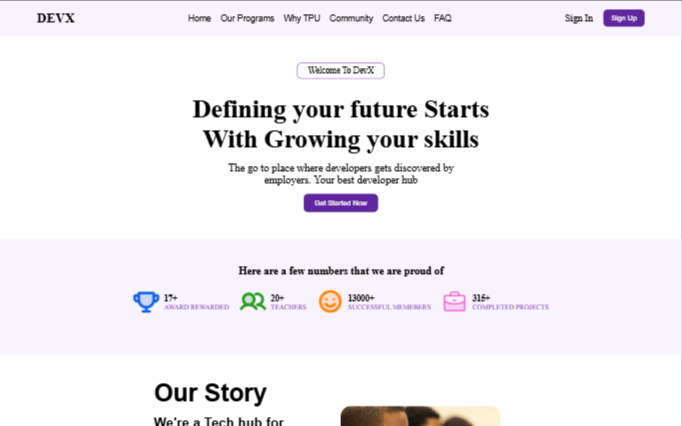 DEVX
Home Our Programs Why TPU Community Contact Us FAQ
Sign In Sign Up
Welcome To DevX
Defining your future Starts
With Growing your skills
The go to place where developers gets discovered by
employers. Your best developer hub
Get Started Now
Here are a few numbers that we are proud of
17+
AWARD REWARDED
20+
TEACHERS
13000+
SUCCESSFUL MEMEBERS
315+
COMPLETED PROJECTS
Our Story
We're a Tech hub for